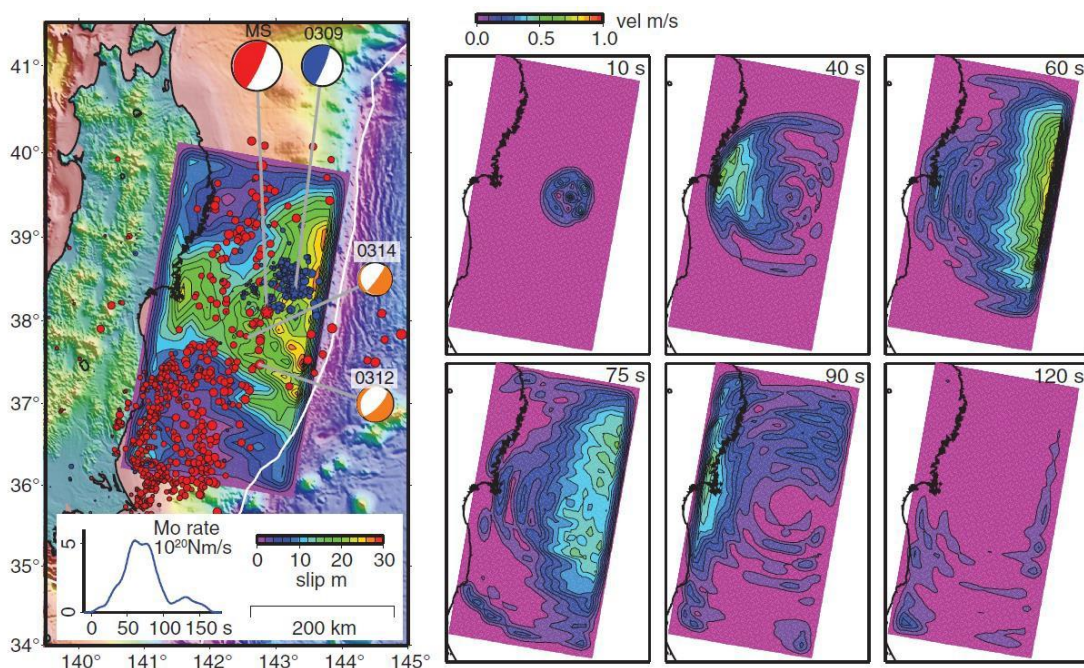 MS
0309
41°
40°
39°
38°
37°
36°
35°
34°
0314
0312
Mo rate
10²⁰Nm/s
5
0
0 50 100 150 s
0 10 20 30
slip m
200 km
140° 141° 142° 143° 144° 145°
vel m/s
0.0 0.5 1.0
10 s
40 s
60 s
75 s
90 s
120 s